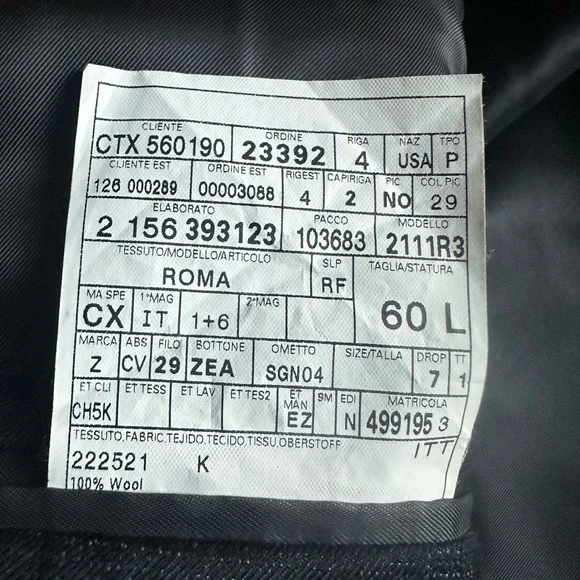 CLIENTE ORDINE RIGA NAZ TPO
CTX 560190 23392 4 USA P
CLIENTE EST ORDINE EST RIGEST CAPIRIGA PIC COL PIC
126 000289 00003088 4 2 NO 29
ELABORATO PACCO MODELLO
2 156 393123 103683 2111R3
TESSUTO/MODELLO/ARTICOLO SLP TAGLIA/STATURA
ROMA RF 60 L
MA SPE 1°MAG 2°MAG
CX IT 1+6
MARCA ABS FILO BOTTONE OMETTO SIZE/TALLA DROP TT
Z CV 29 ZEA SGN04 7 1
ET CLI ET TESS ET LAV ET TES2 ET MAN SM EDI MATRICOLA
CH5K EZ N 499195 3
TESSUTO,FABRIC,TEJIDO,TECIDO,TISSU,OBERSTOFF ITT
222521 K
100% Wool